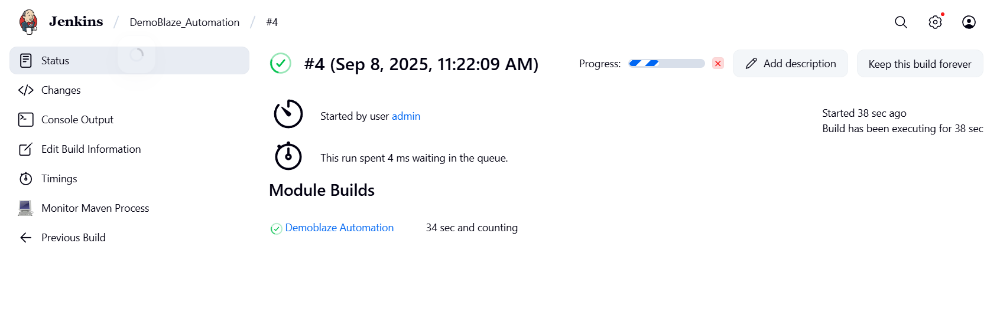 Jenkins / DemoBlaze_Automation / #4
Status
Changes
Console Output
Edit Build Information
Timings
Monitor Maven Process
Previous Build
#4 (Sep 8, 2025, 11:22:09 AM)
Progress:
Add description
Keep this build forever
Started by user admin
Started 38 sec ago
Build has been executing for 38 sec
This run spent 4 ms waiting in the queue.
Module Builds
Demoblaze Automation 34 sec and counting